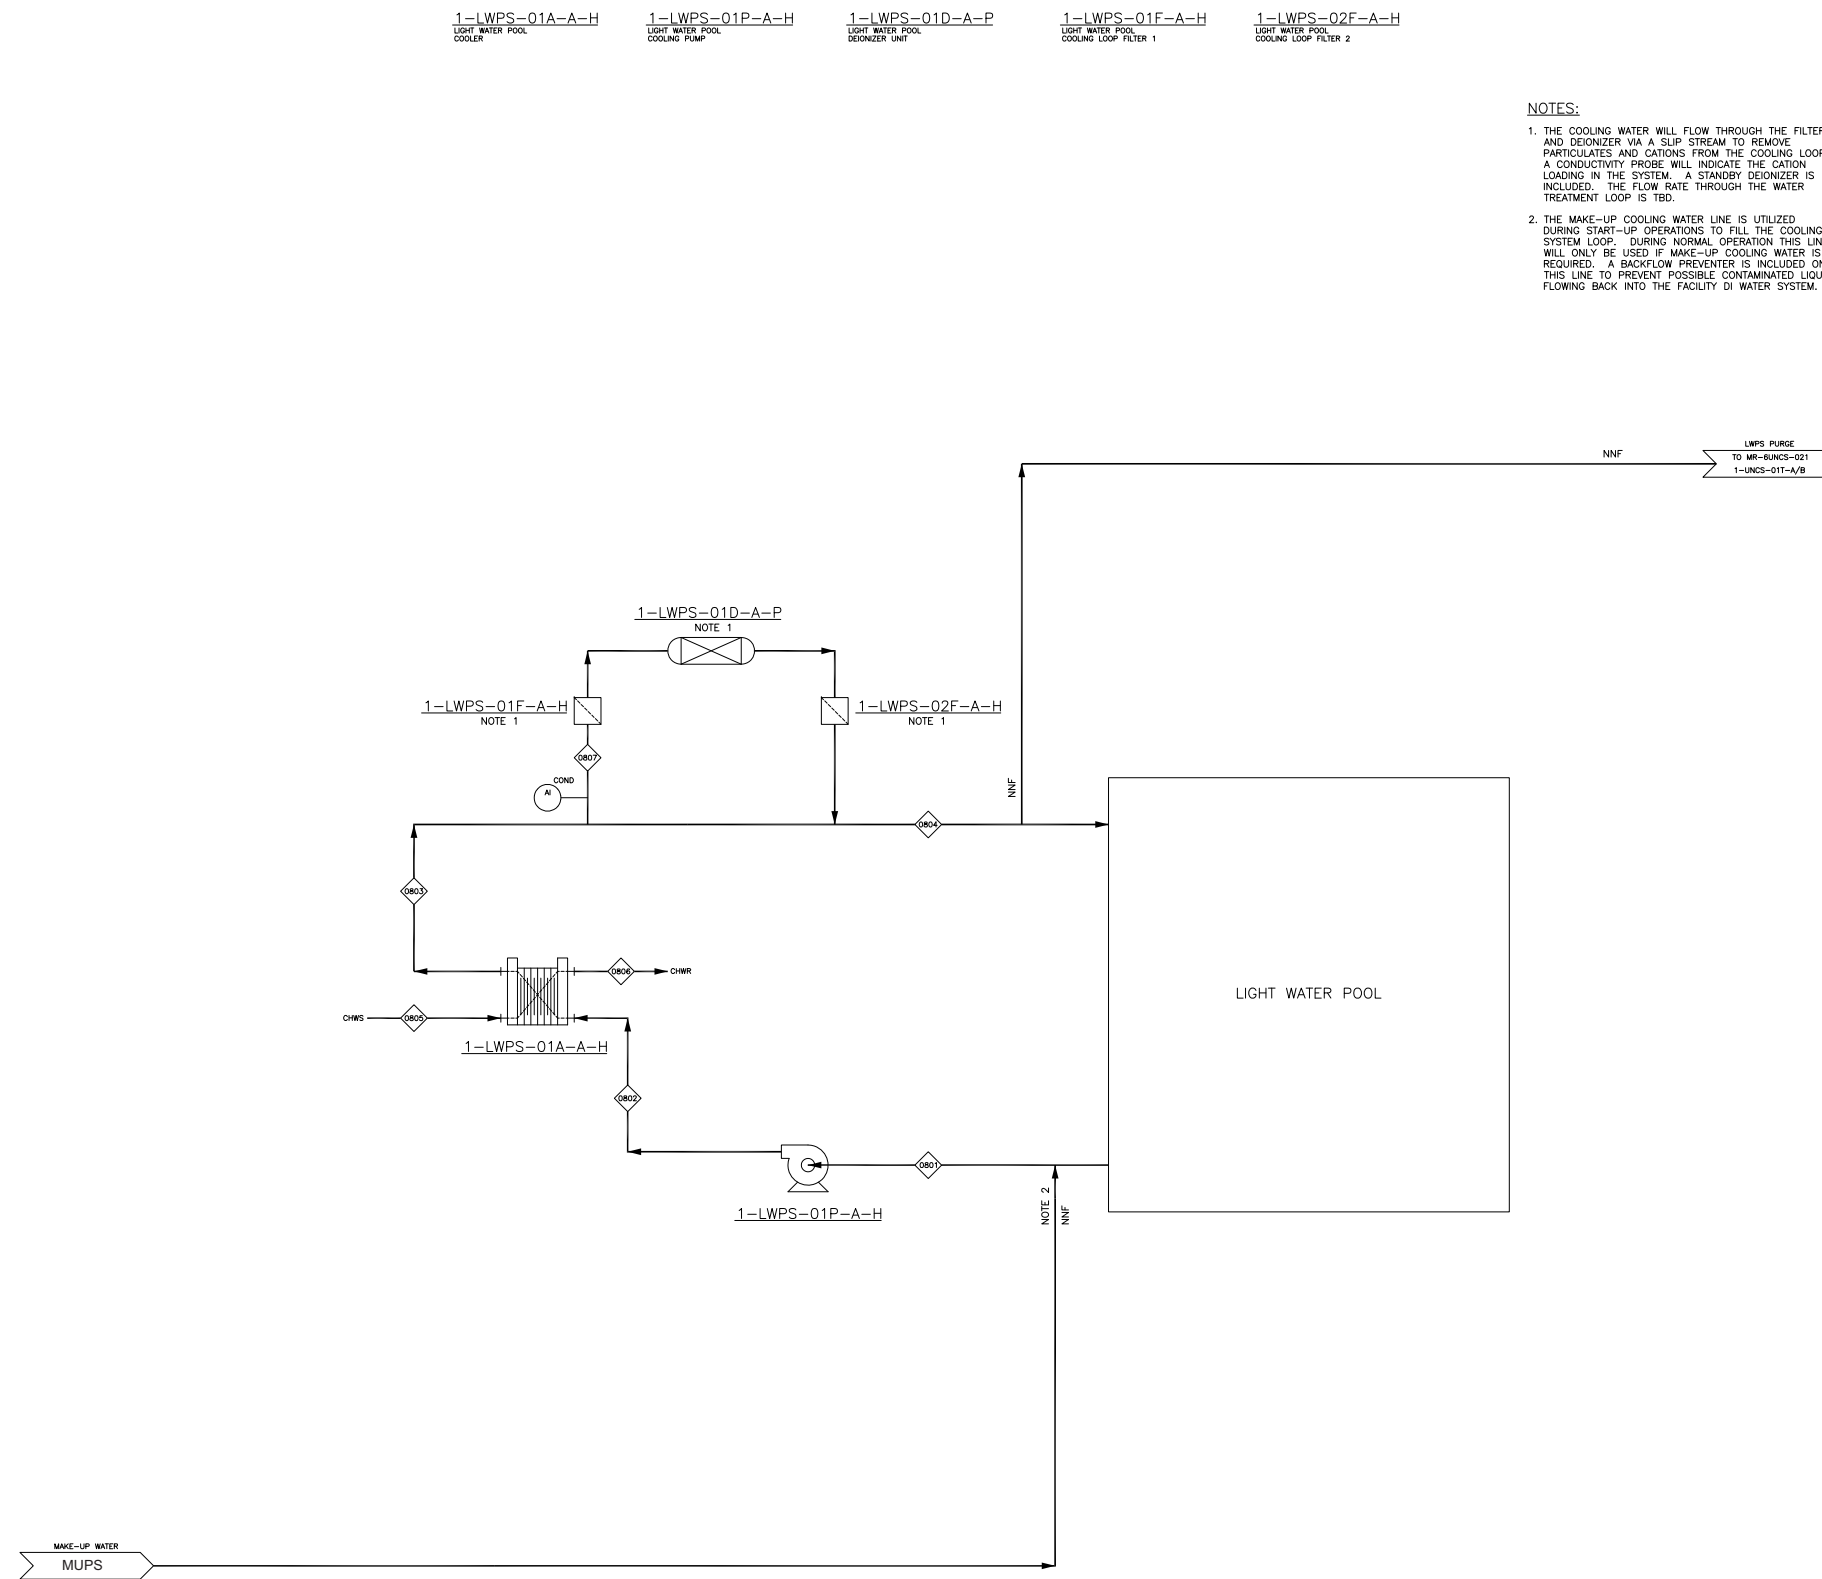 1-LWPS-01A-A-H
LIGHT WATER POOL
COOLER
1-LWPS-01P-A-H
LIGHT WATER POOL
COOLING PUMP
1-LWPS-01D-A-P
LIGHT WATER POOL
DEIONIZER UNIT
1-LWPS-01F-A-H
LIGHT WATER POOL
COOLING LOOP FILTER 1
1-LWPS-02F-A-H
LIGHT WATER POOL
COOLING LOOP FILTER 2
NOTES:
1. THE COOLING WATER WILL FLOW THROUGH THE FILTER
AND DEIONIZER VIA A SLIP STREAM TO REMOVE
PARTICULATES AND CATIONS FROM THE COOLING LOOP
A CONDUCTIVITY PROBE WILL INDICATE THE CATION
LOADING IN THE SYSTEM. A STANDBY DEIONIZER IS
INCLUDED. THE FLOW RATE THROUGH THE WATER
TREATMENT LOOP IS TBD.
2. THE MAKE-UP COOLING WATER LINE IS UTILIZED
DURING START-UP OPERATIONS TO FILL THE COOLING
SYSTEM LOOP. DURING NORMAL OPERATION THIS LIN
WILL ONLY BE USED IF MAKE-UP COOLING WATER IS
REQUIRED. A BACKFLOW PREVENTER IS INCLUDED ON
THIS LINE TO PREVENT POSSIBLE CONTAMINATED LIQU
FLOWING BACK INTO THE FACILITY DI WATER SYSTEM.
LWPS PURGE
NNF
TO MR-6UNCS-021
1-UNCS-01T-A/B
1-LWPS-01D-A-P
NOTE 1
1-LWPS-01F-A-H
NOTE 1
1-LWPS-02F-A-H
NOTE 1
0807
COND
AI
NNF
0804
0803
0806
CHWR
LIGHT WATER POOL
CHWS
0805
1-LWPS-01A-A-H
0802
0801
1-LWPS-01P-A-H
NOTE 2
NNF
MAKE-UP WATER
MUPS